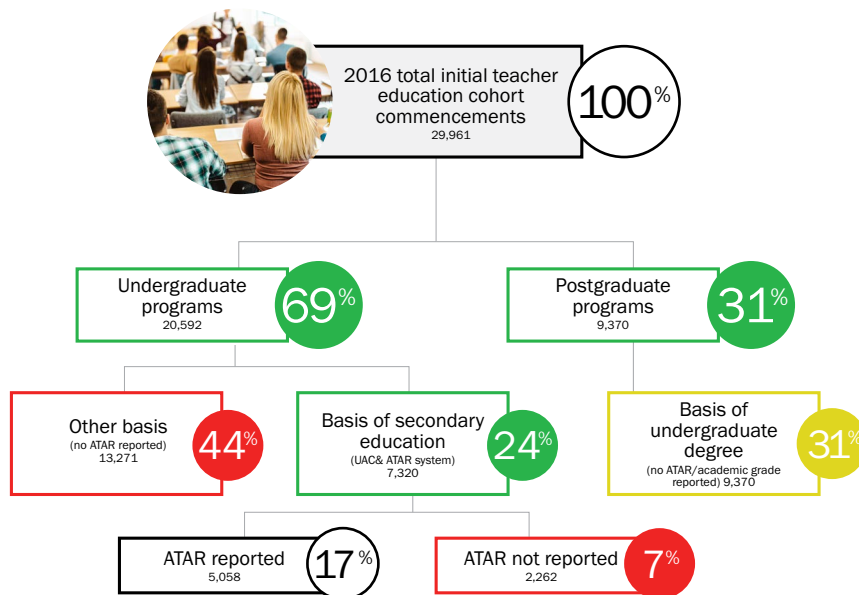 2016 total initial teacher
education cohort
commencements
29,961
100%
Undergraduate
programs
20,592
69%
Postgraduate
programs
9,370
31%
Other basis
(no ATAR reported)
13,271
44%
Basis of secondary
education
(UAC& ATAR system)
7,320
24%
Basis of
undergraduate
degree
(no ATAR/academic grade
reported) 9,370
31%
ATAR reported
5,058
17%
ATAR not reported
2,262
7%